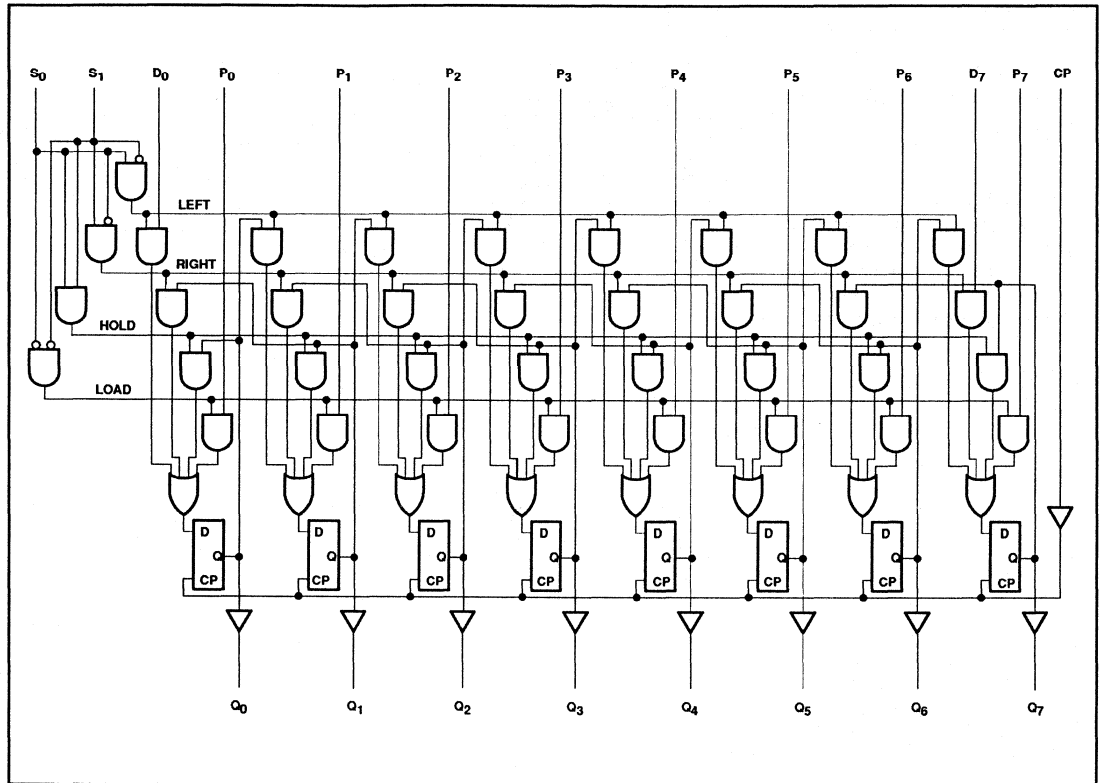 S0 S1 D0 P0 P1 P2 P3 P4 P5 P6 D7 P7 CP
LEFT
RIGHT
HOLD
LOAD
D D D D D D D D
Q Q Q Q Q Q Q Q
CP CP CP CP CP CP CP CP
Q0 Q1 Q2 Q3 Q4 Q5 Q6 Q7